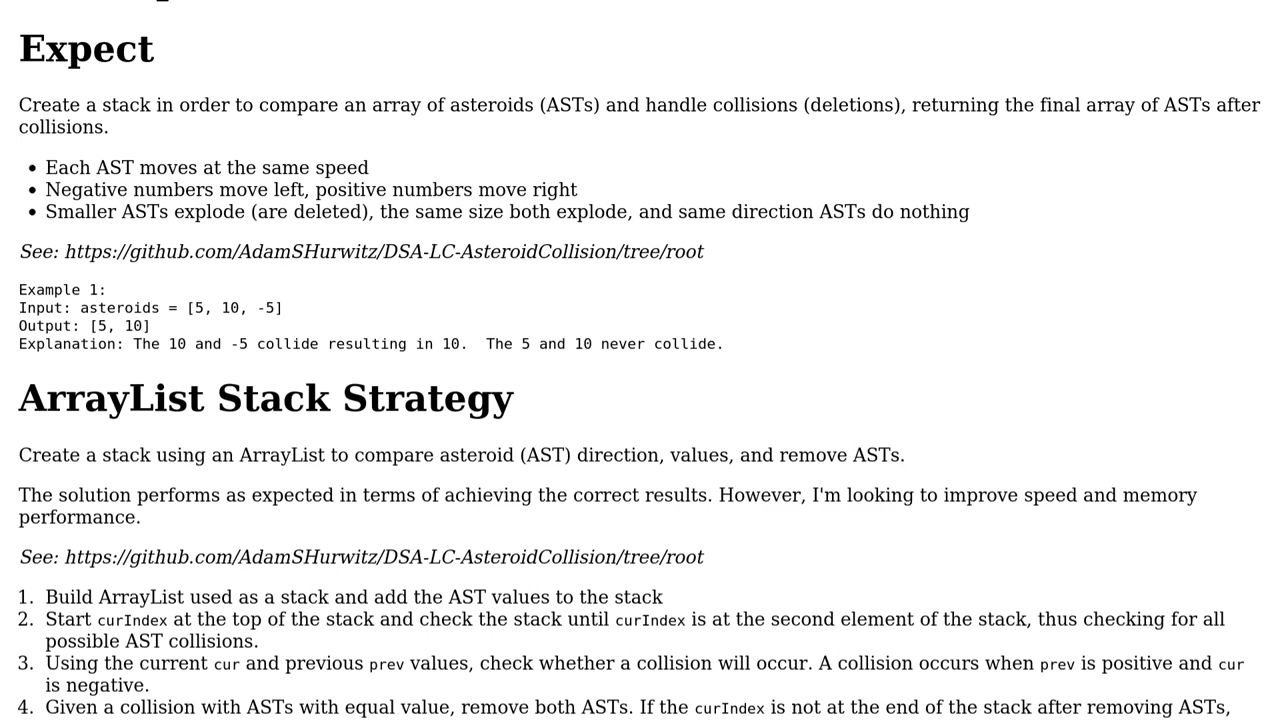 Expect
Create a stack in order to compare an array of asteroids (ASTs) and handle collisions (deletions), returning the final array of ASTs after
collisions.
• Each AST moves at the same speed
• Negative numbers move left, positive numbers move right
• Smaller ASTs explode (are deleted), the same size both explode, and same direction ASTs do nothing
See: https://github.com/AdamSHurwitz/DSA-LC-AsteroidCollision/tree/root
Example 1:
Input: asteroids = [5, 10, -5]
Output: [5, 10]
Explanation: The 10 and -5 collide resulting in 10.  The 5 and 10 never collide.
ArrayList Stack Strategy
Create a stack using an ArrayList to compare asteroid (AST) direction, values, and remove ASTs.
The solution performs as expected in terms of achieving the correct results. However, I'm looking to improve speed and memory
performance.
See: https://github.com/AdamSHurwitz/DSA-LC-AsteroidCollision/tree/root
1. Build ArrayList used as a stack and add the AST values to the stack
2. Start curIndex at the top of the stack and check the stack until curIndex is at the second element of the stack, thus checking for all
possible AST collisions.
3. Using the current cur and previous prev values, check whether a collision will occur. A collision occurs when prev is positive and cur
is negative.
4. Given a collision with ASTs with equal value, remove both ASTs. If the curIndex is not at the end of the stack after removing ASTs,